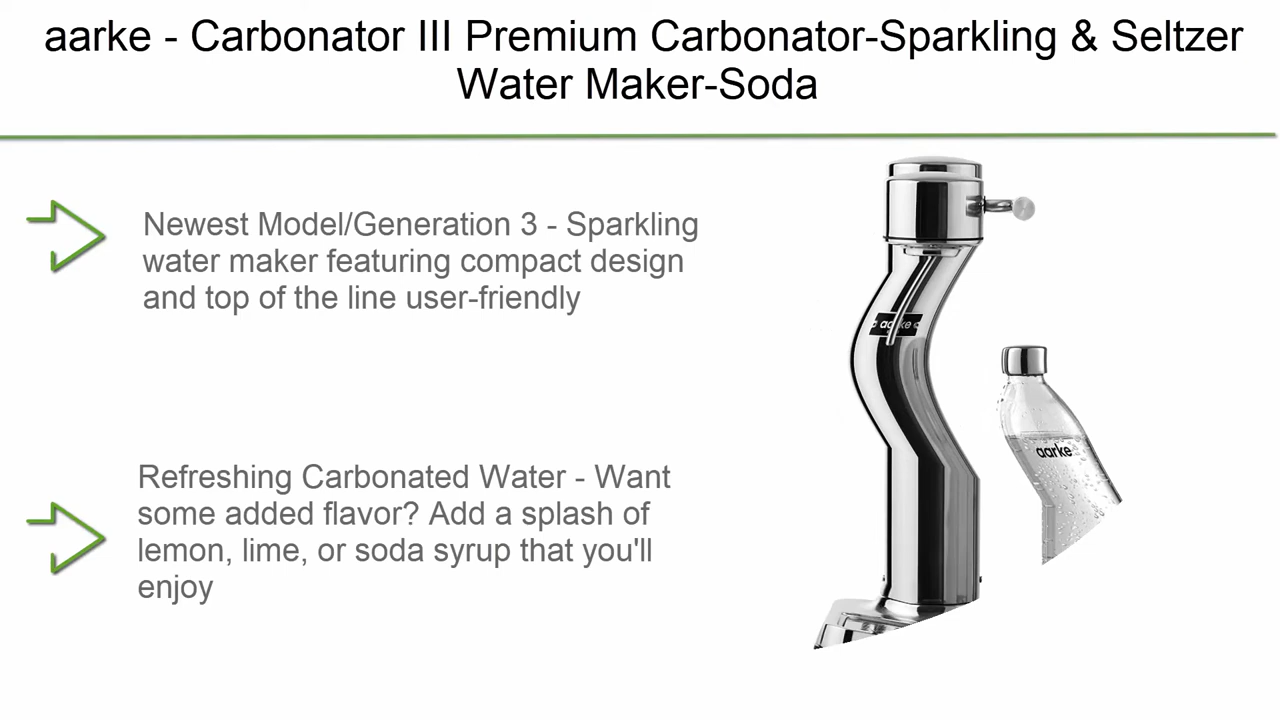 aarke - Carbonator III Premium Carbonator-Sparkling & Seltzer
Water Maker-Soda
Newest Model/Generation 3 - Sparkling
water maker featuring compact design
and top of the line user-friendly
aarke
aarke
Refreshing Carbonated Water - Want
some added flavor? Add a splash of
lemon, lime, or soda syrup that you'll
enjoy